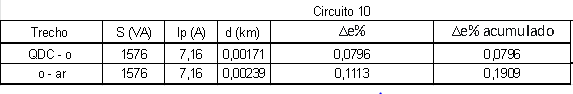 Circuito 10
Trecho S (VA) Ip (A) d (km) Δe% Δe% acumulado
QDC - o 1576 7,16 0,00171 0,0796 0,0796
o - ar 1576 7,16 0,00239 0,1113 0,1909